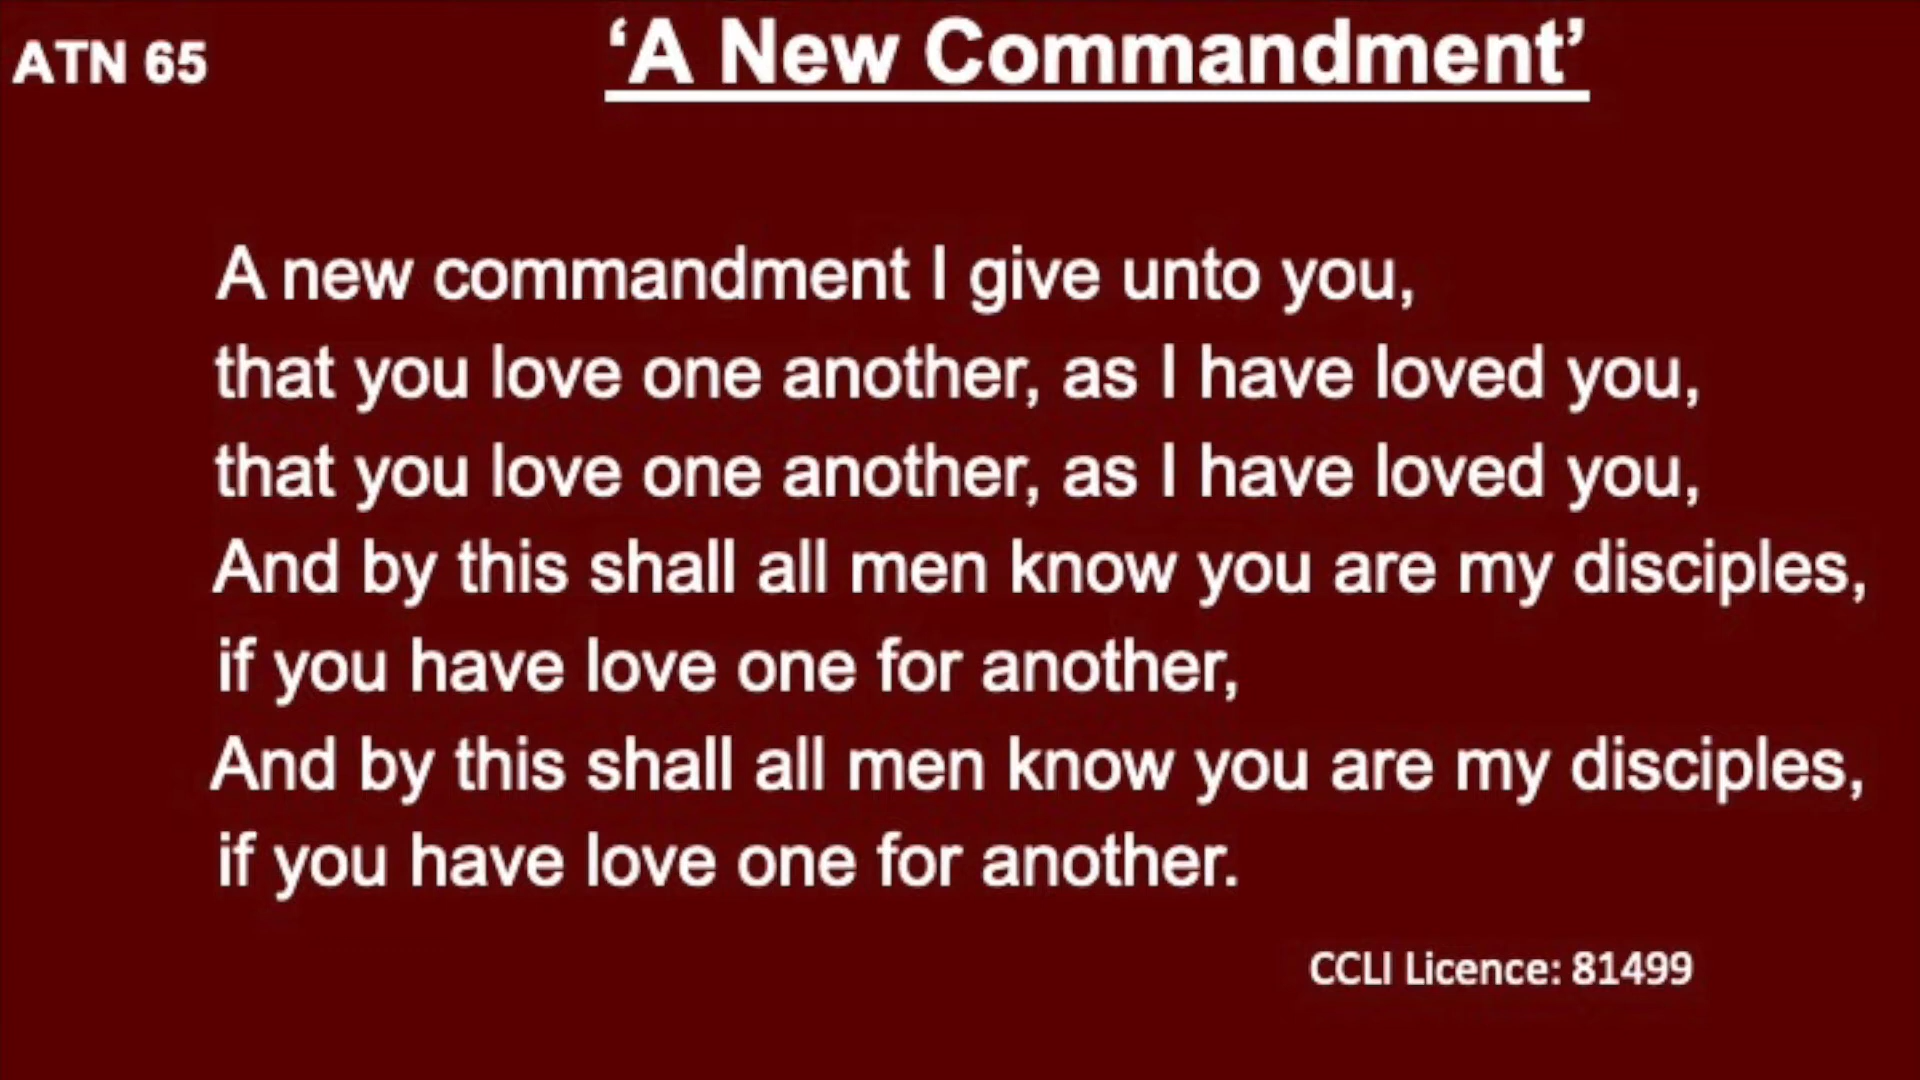 ATN 65
‘A New Commandment’
A new commandment I give unto you,
that you love one another, as I have loved you,
that you love one another, as I have loved you,
And by this shall all men know you are my disciples,
if you have love one for another,
And by this shall all men know you are my disciples,
if you have love one for another.
CCLI Licence: 81499